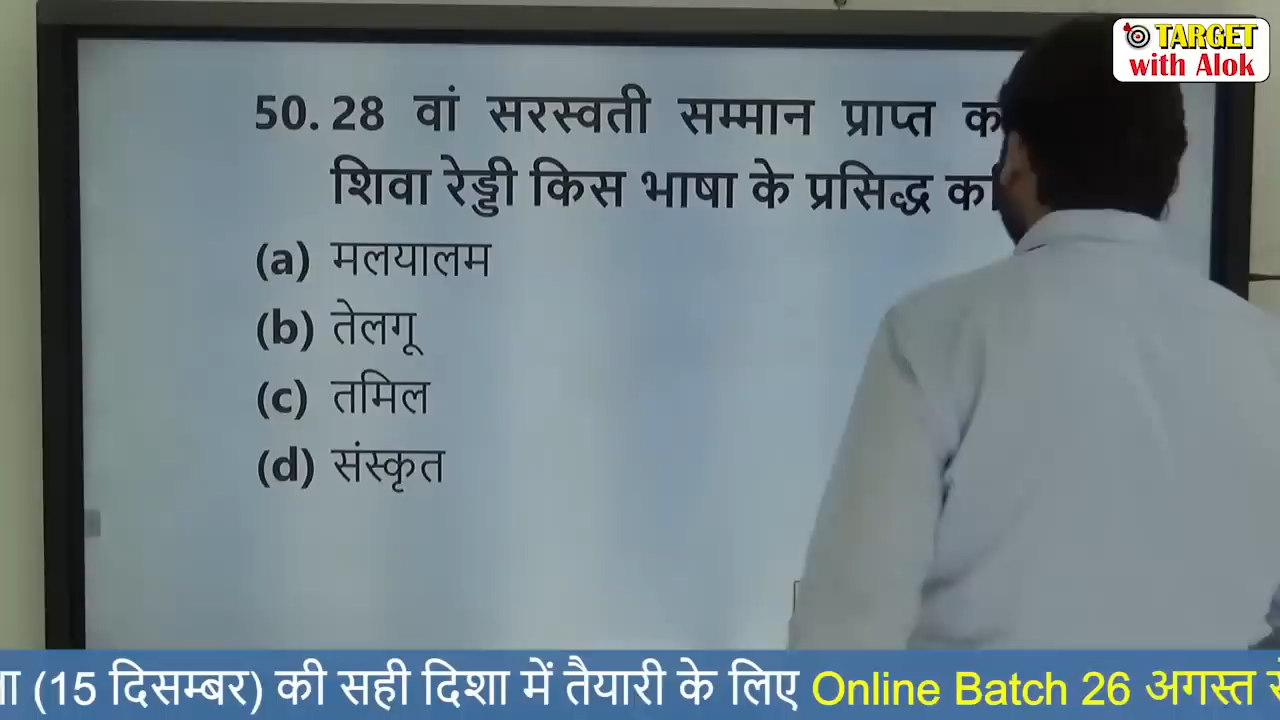 TARGET
with Alok
50. 28 वां सरस्वती सम्मान प्राप्त
शिवा रेड्डी किस भाषा के प्रसिद्ध
(a) मलयालम
(b) तेलगू
(c) तमिल
(d) संस्कृत
(15 दिसम्बर) की सही दिशा में तैयारी के लिए Online Batch 26 अगस्त